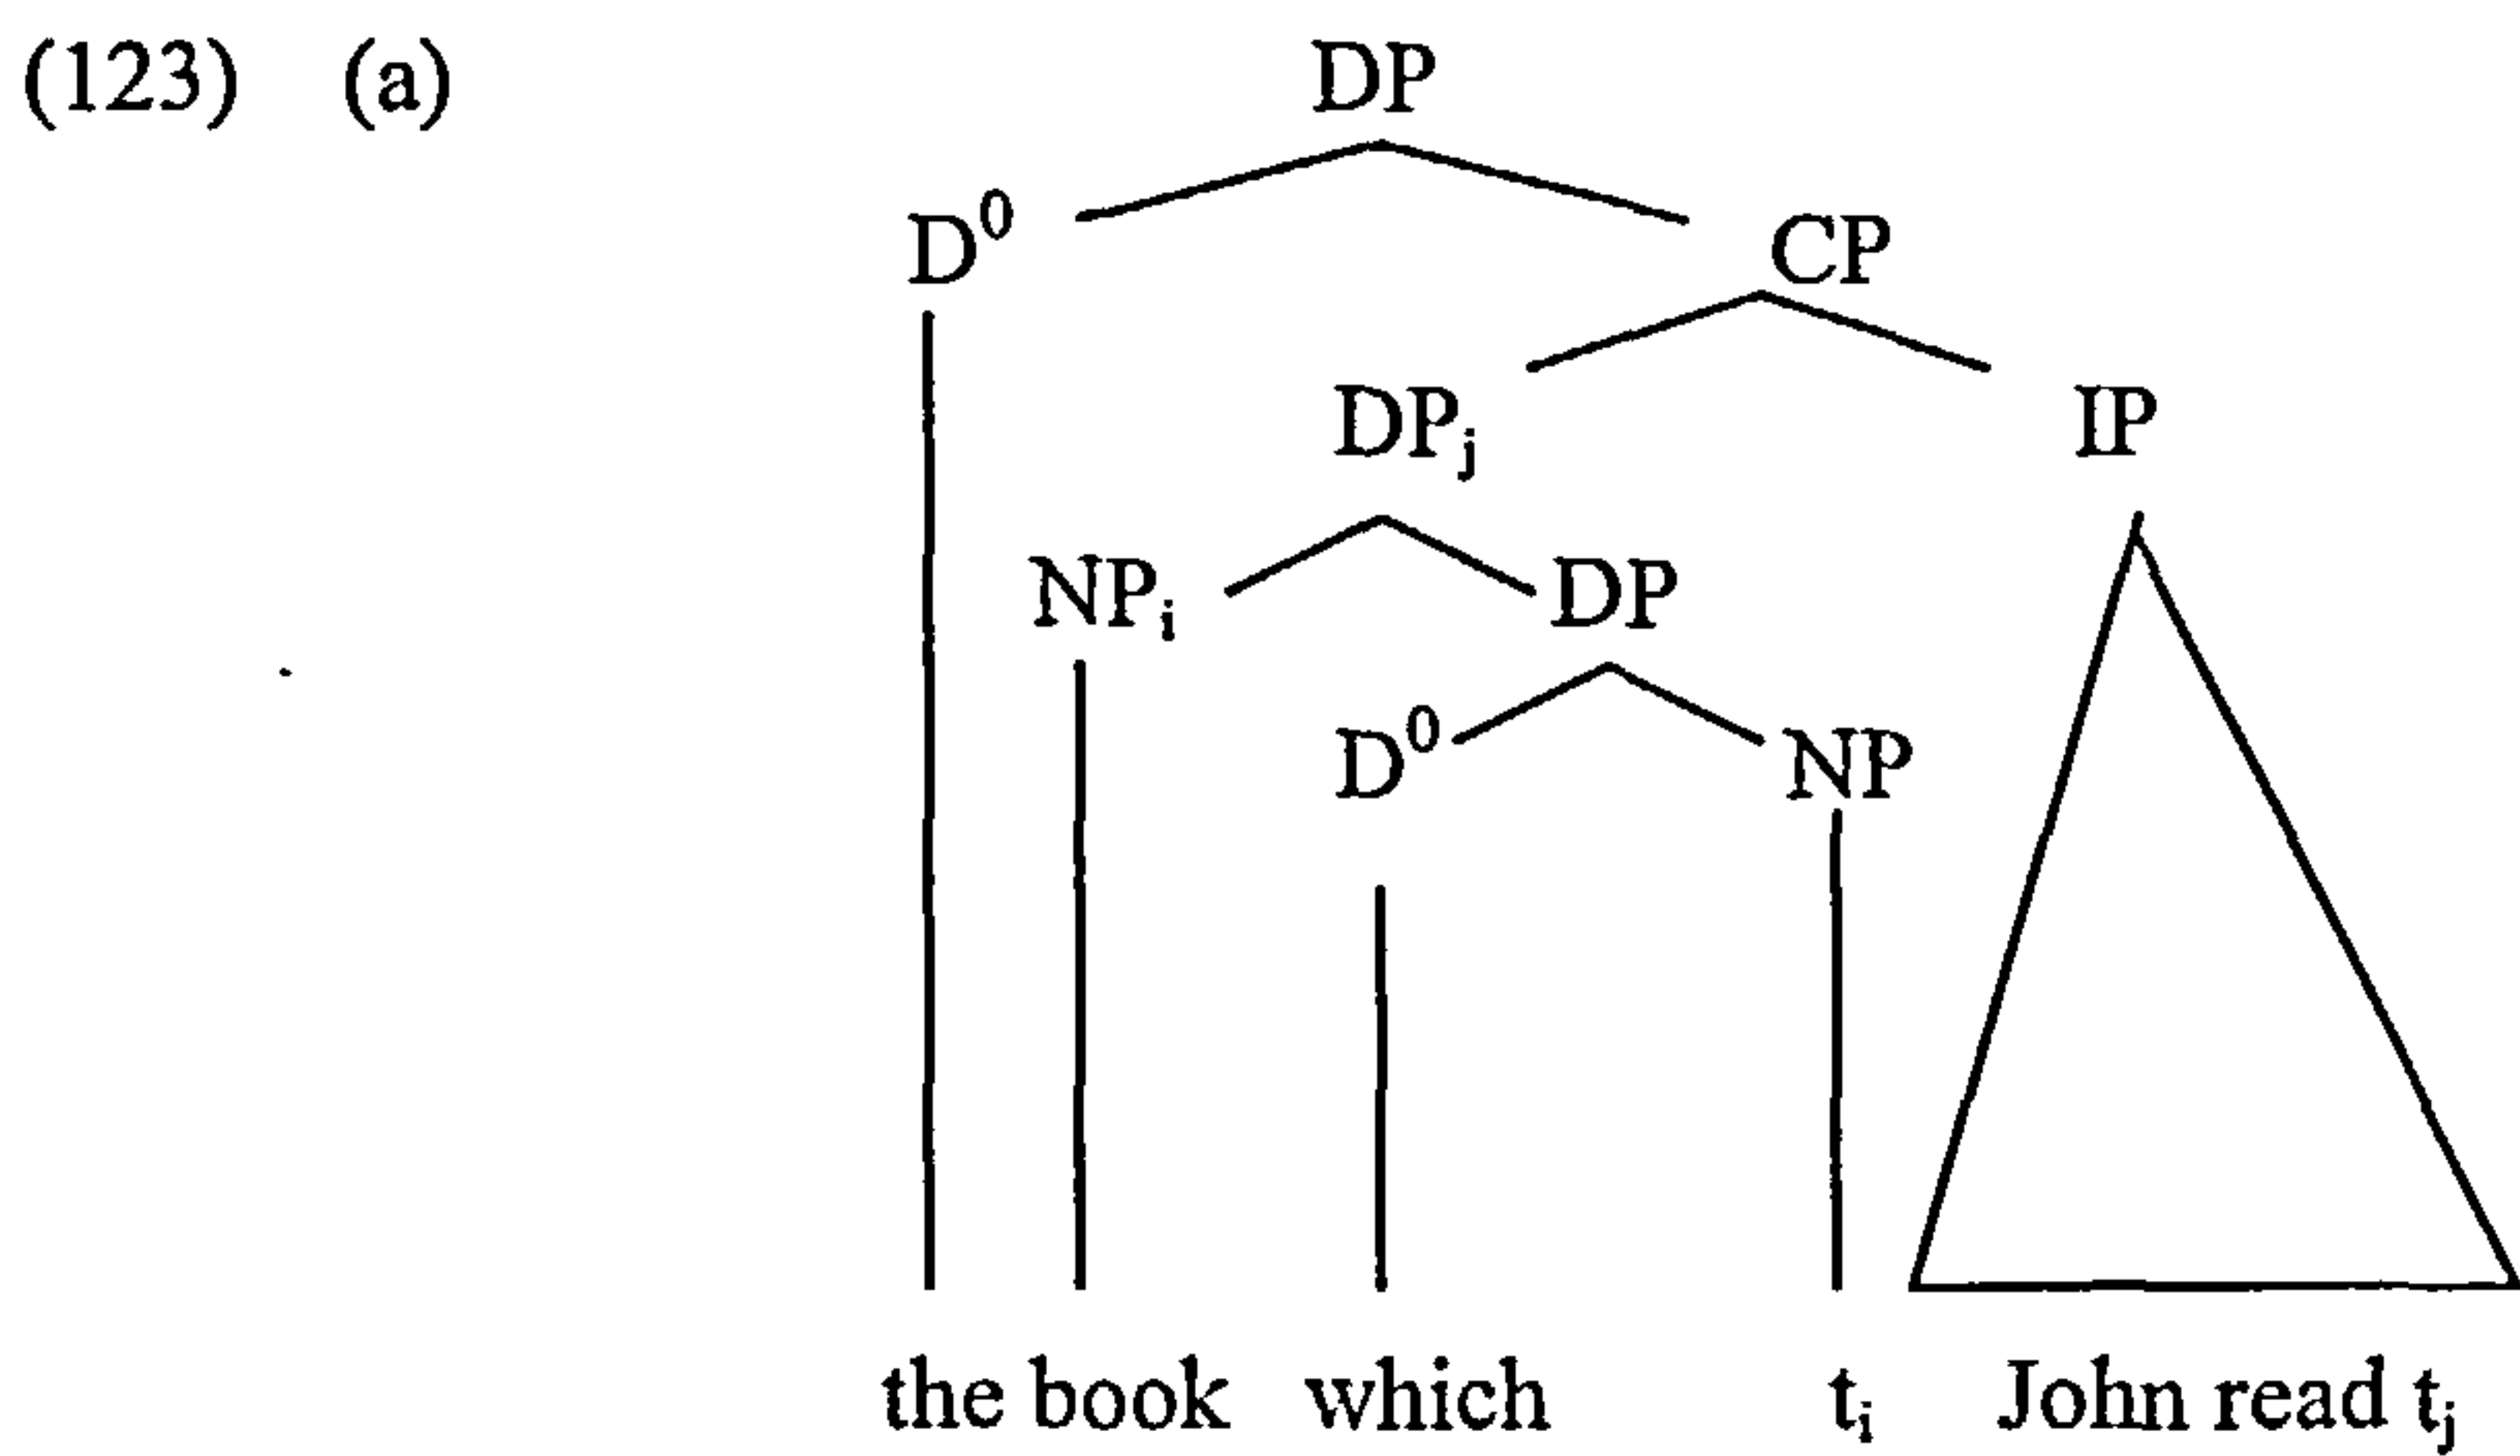 (123) (a) DP
D⁰ CP
DPⱼ IP
NPᵢ DP
D⁰ NP
the book which tᵢ John read tⱼ